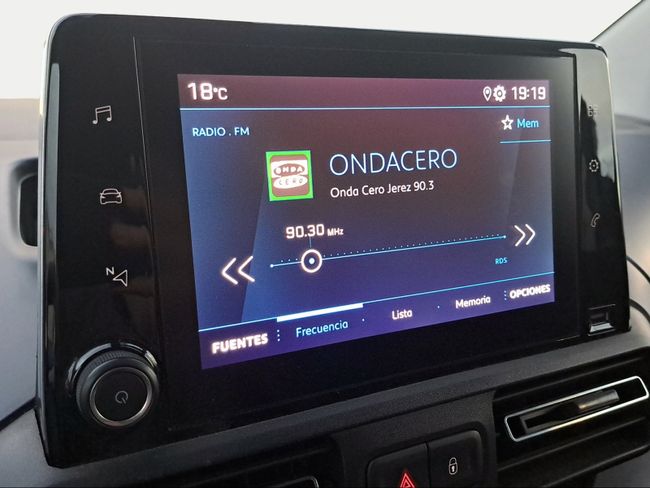 18°C 19:19
RADIO . FM
Mem
ONDA
CERO
ONDACERO
Onda Cero Jerez 90.3
90.30 MHz
RDS
FUENTES Frecuencia Lista Memoria OPCIONES
N